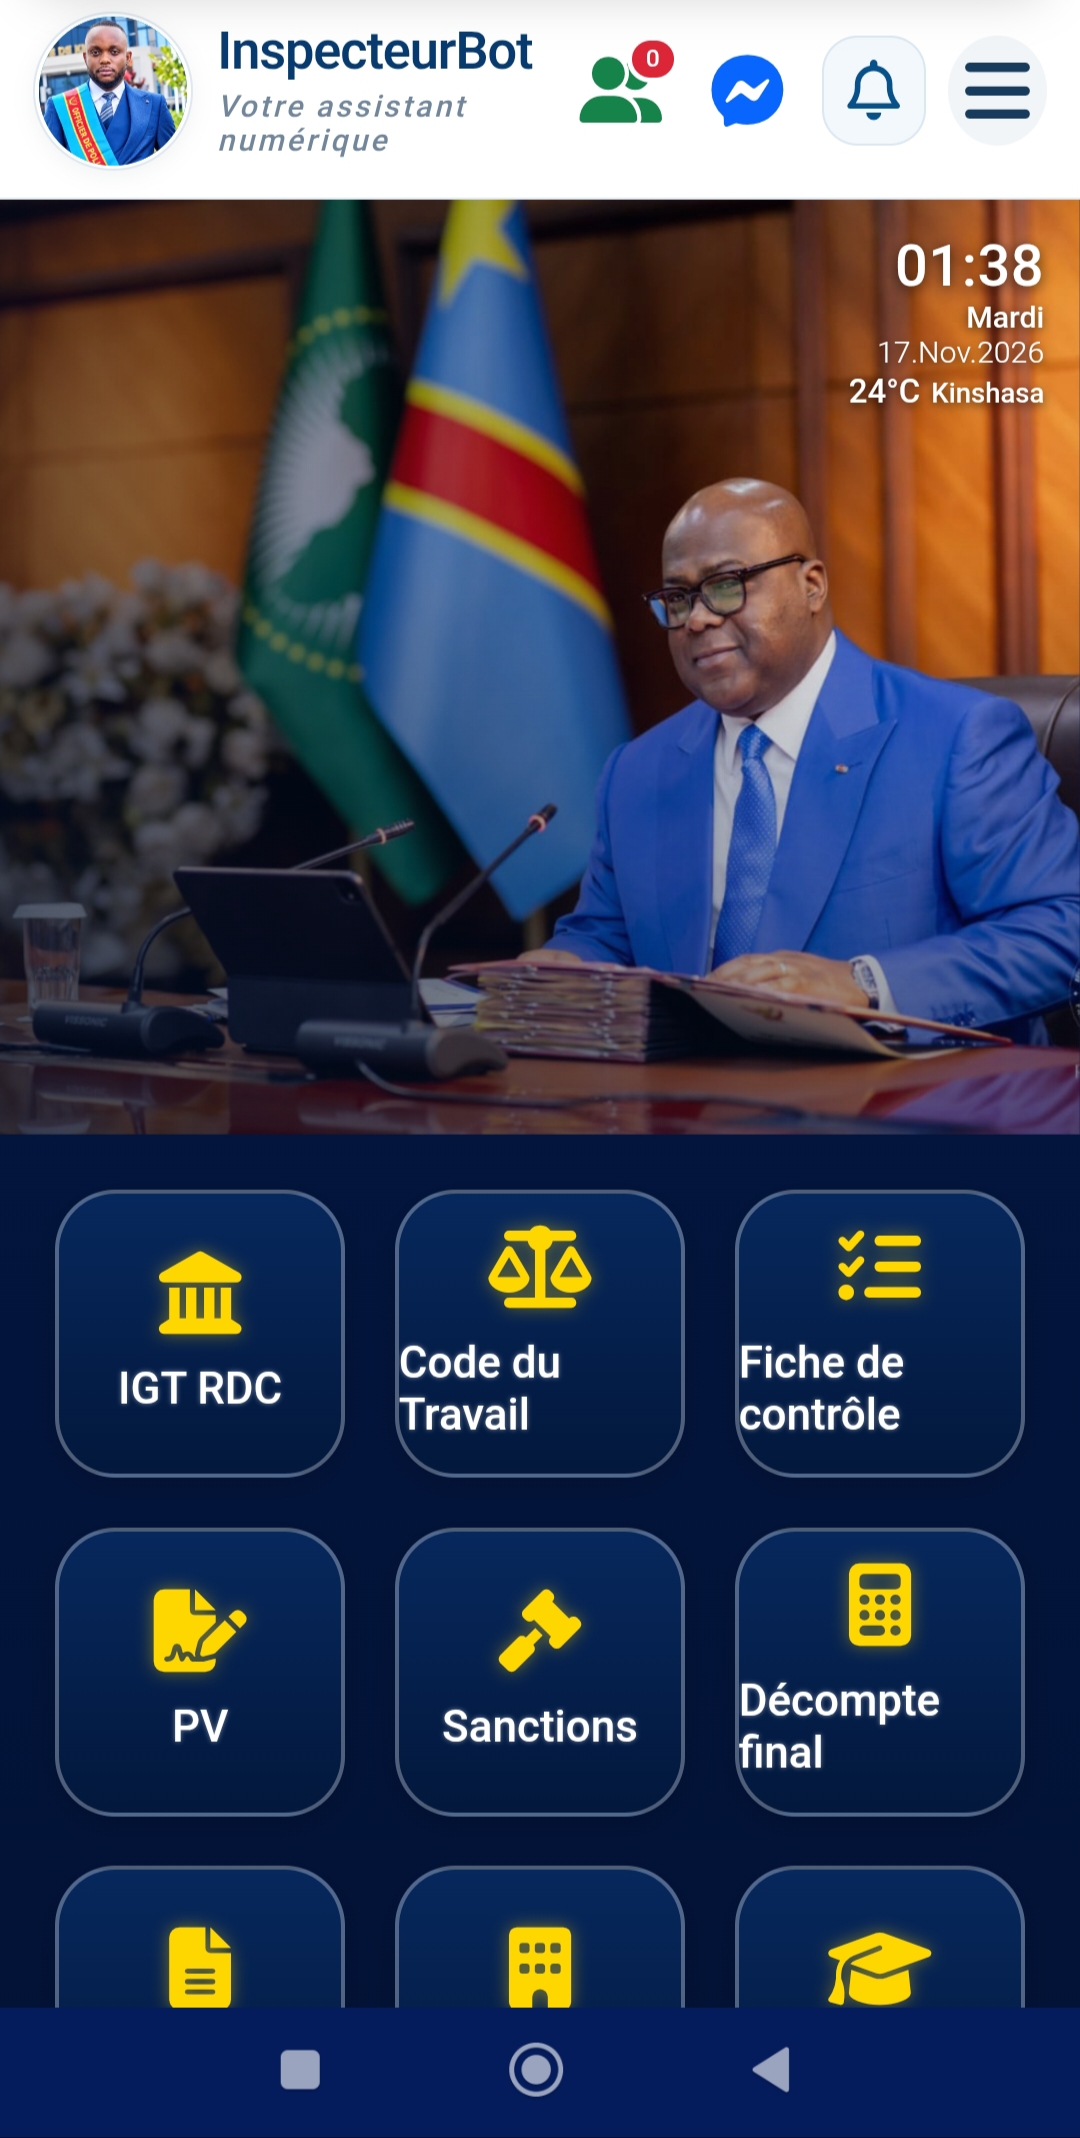 InspecteurBot
Votre assistant
numérique
0
01:38
Mardi
17.Nov.2026
24°C Kinshasa
IGT RDC
Code du
Travail
Fiche de
contrôle
PV
Sanctions
Décompte
final